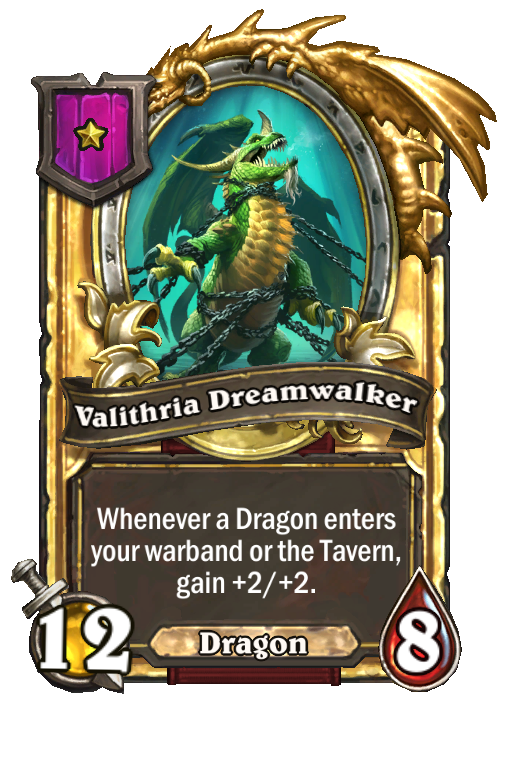 Valithria Dreamwalker
Whenever a Dragon enters
your warband or the Tavern,
gain +2/+2.
12
Dragon
8